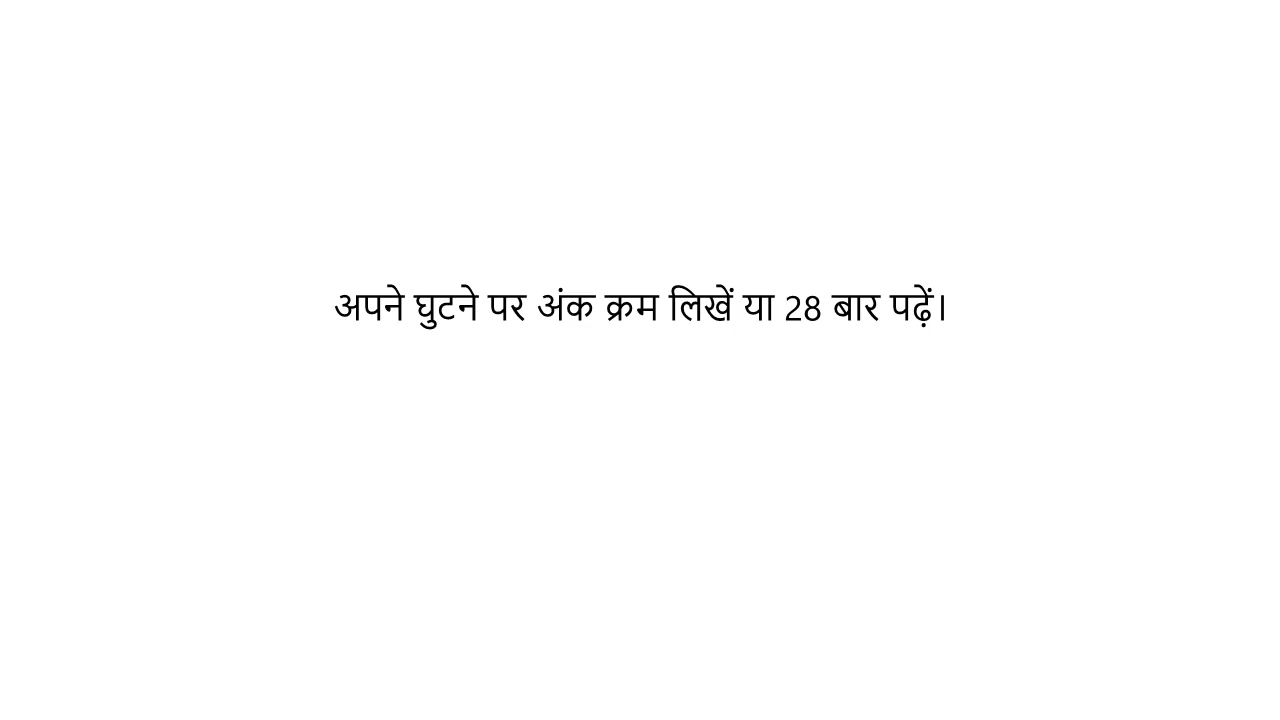 अपने घुटने पर अंक क्रम लिखें या 28 बार पढ़ें।